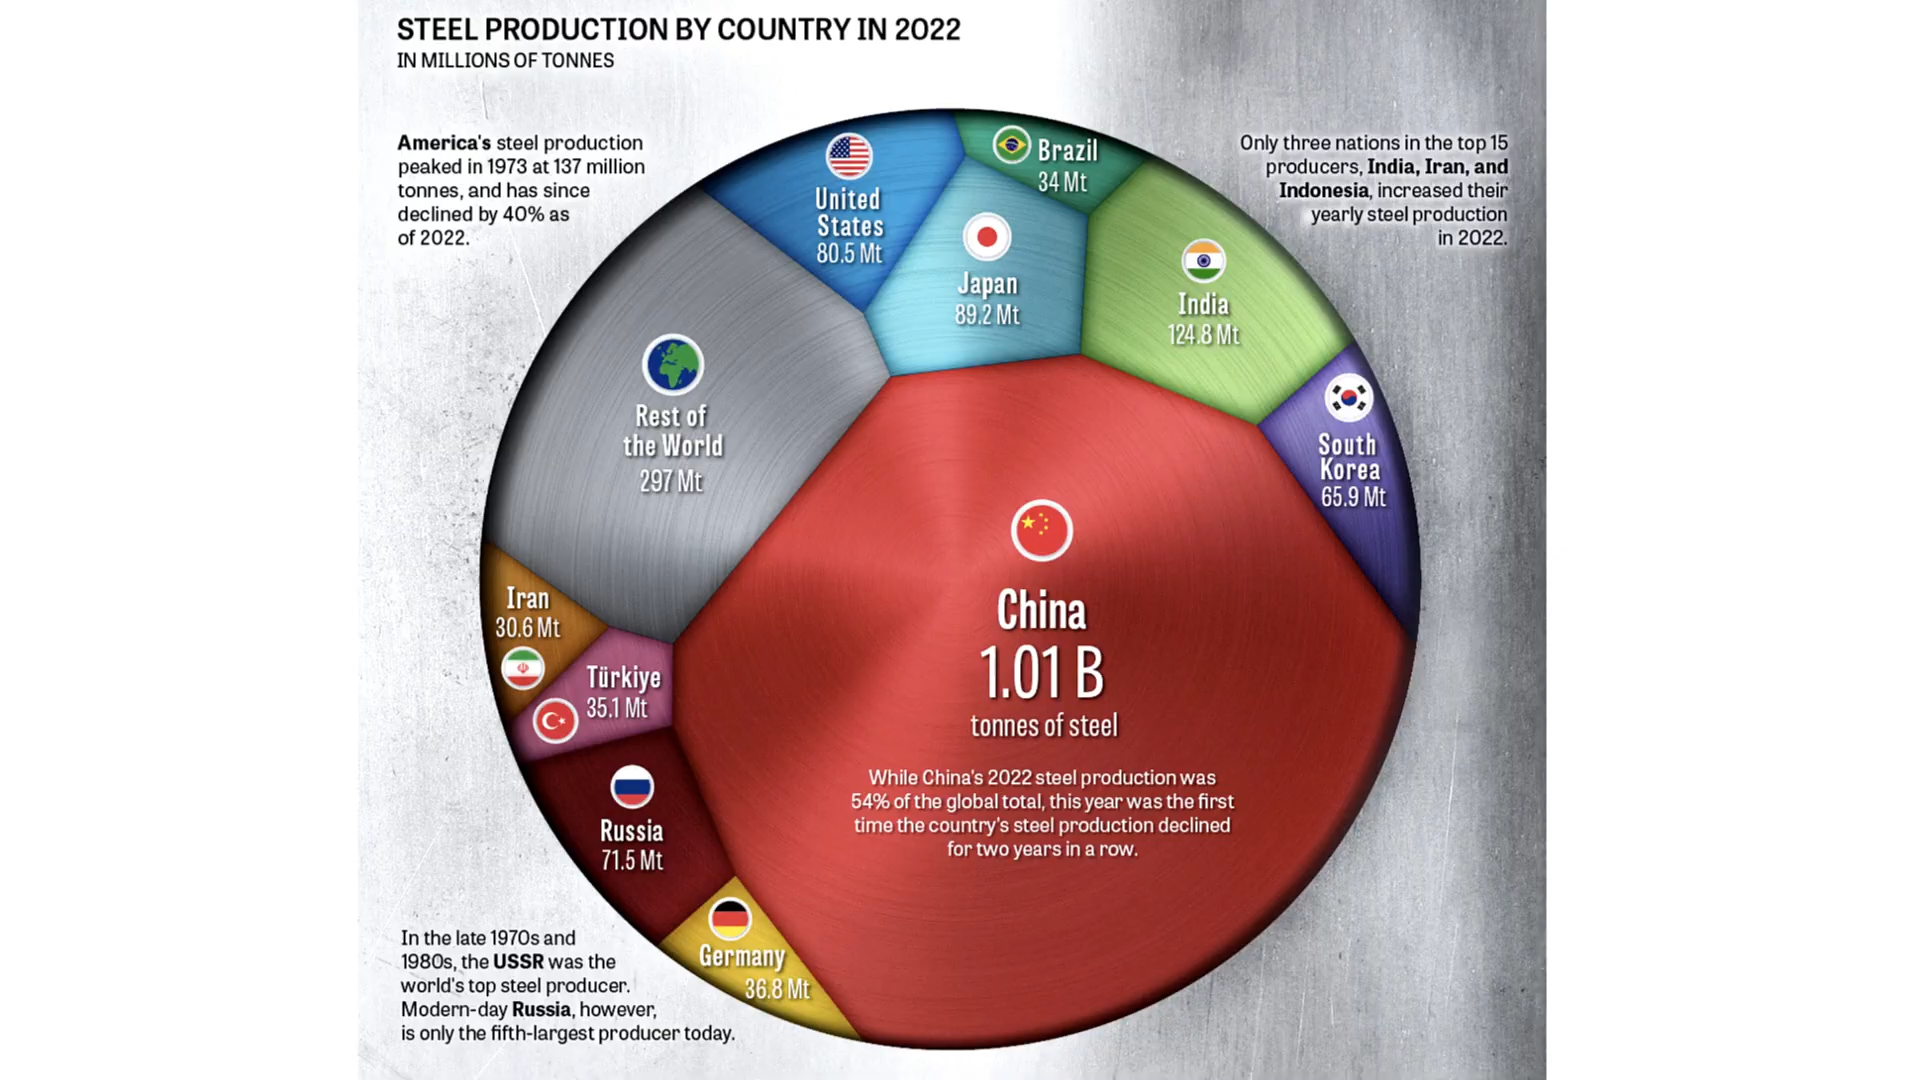 STEEL PRODUCTION BY COUNTRY IN 2022
IN MILLIONS OF TONNES
America's steel production
peaked in 1973 at 137 million
tonnes, and has since
declined by 40% as
of 2022.
Only three nations in the top 15
producers, India, Iran, and
Indonesia, increased their
yearly steel production
in 2022.
United
States
80.5 Mt
Brazil
34 Mt
Japan
89.2 Mt
India
124.8 Mt
South
Korea
65.9 Mt
Rest of
the World
297 Mt
China
1.01 B
tonnes of steel
While China's 2022 steel production was
54% of the global total, this year was the first
time the country's steel production declined
for two years in a row.
Iran
30.6 Mt
Türkiye
35.1 Mt
Russia
71.5 Mt
Germany
36.8 Mt
In the late 1970s and
1980s, the USSR was the
world's top steel producer.
Modern-day Russia, however,
is only the fifth-largest producer today.